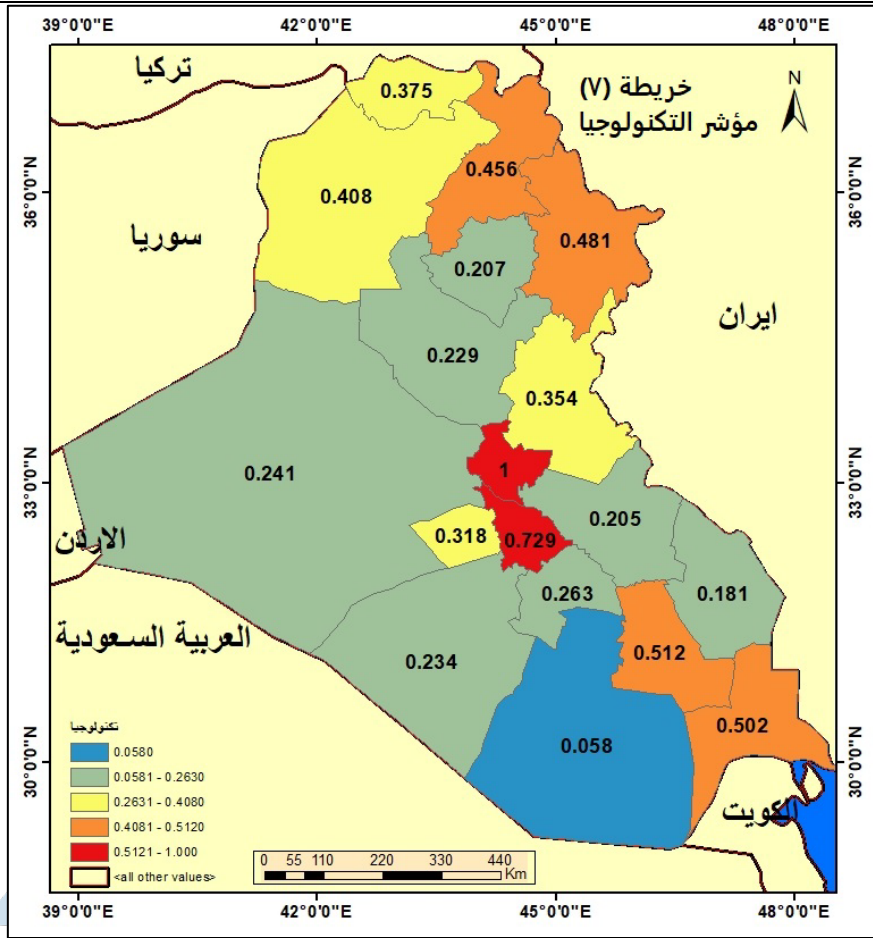 39°0'0"E
42°0'0"E
45°0'0"E
48°0'0"E
تركيا
خريطة (٧)
مؤشر التكنولوجيا
N
0.375
36°0'0"N
36°0'0"N
0.456
0.408
سوريا
0.481
0.207
ايران
0.229
0.354
0.241
1
33°0'0"N
33°0'0"N
0.205
0.318
0.729
الاردن
0.263
0.181
العربية السعودية
0.234
0.512
0.502
0.058
30°0'0"N
30°0'0"N
الكويت
تكنولوجيا
0.0580
0.0581 - 0.2630
0.2631 - 0.4080
0.4081 - 0.5120
0.5121 - 1.000
<all other values>
0 55 110 220 330 440
Km
39°0'0"E
42°0'0"E
45°0'0"E
48°0'0"E